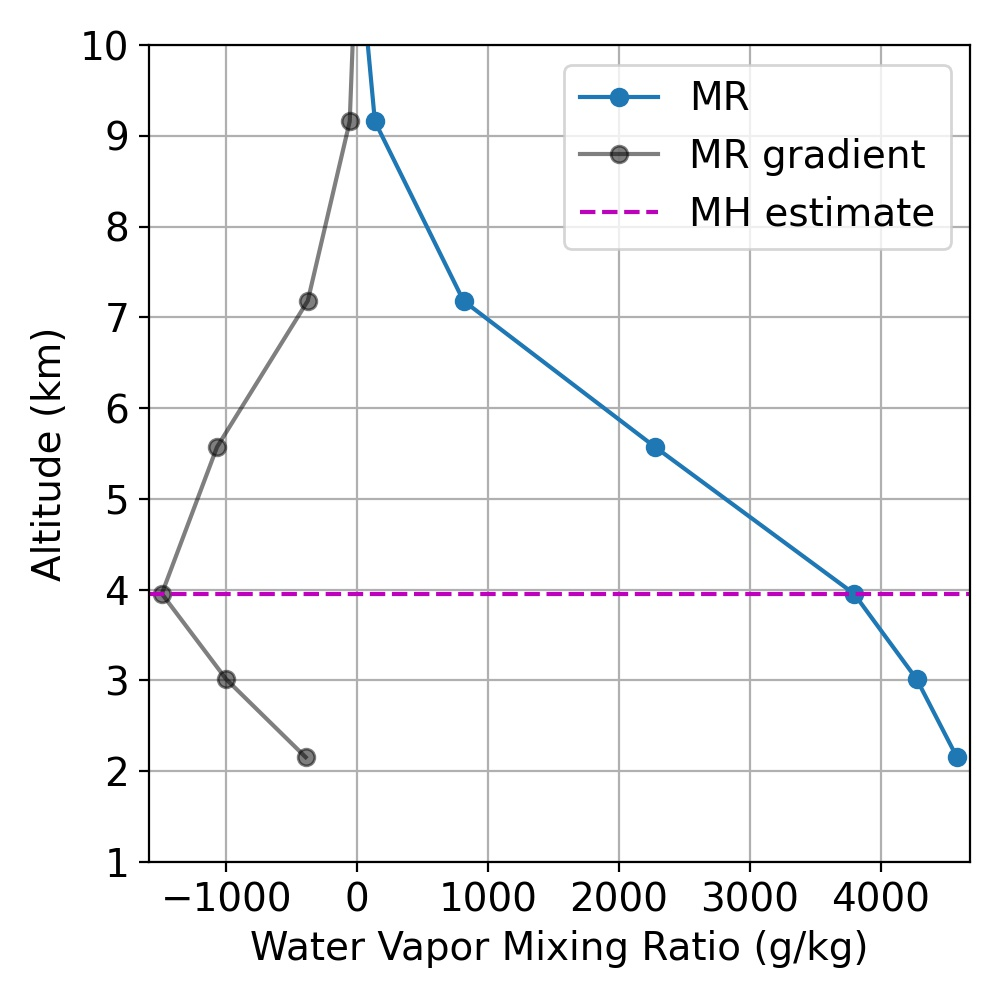 10
9
8
7
6
5
4
3
2
1
Altitude (km)
MR
MR gradient
MH estimate
−1000 0 1000 2000 3000 4000
Water Vapor Mixing Ratio (g/kg)